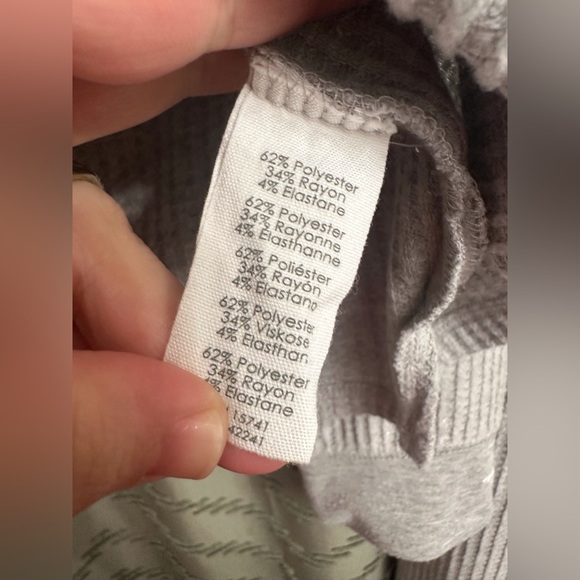 62% Polyester
34% Rayon
4% Elastane
62% Polyester
34% Rayonne
4% Elasthanne
62% Poliéster
34% Rayón
4% Elastano
62% Polyester
34% Viskose
4% Elasthan
62% Polyester
34% Rayon
Elastane